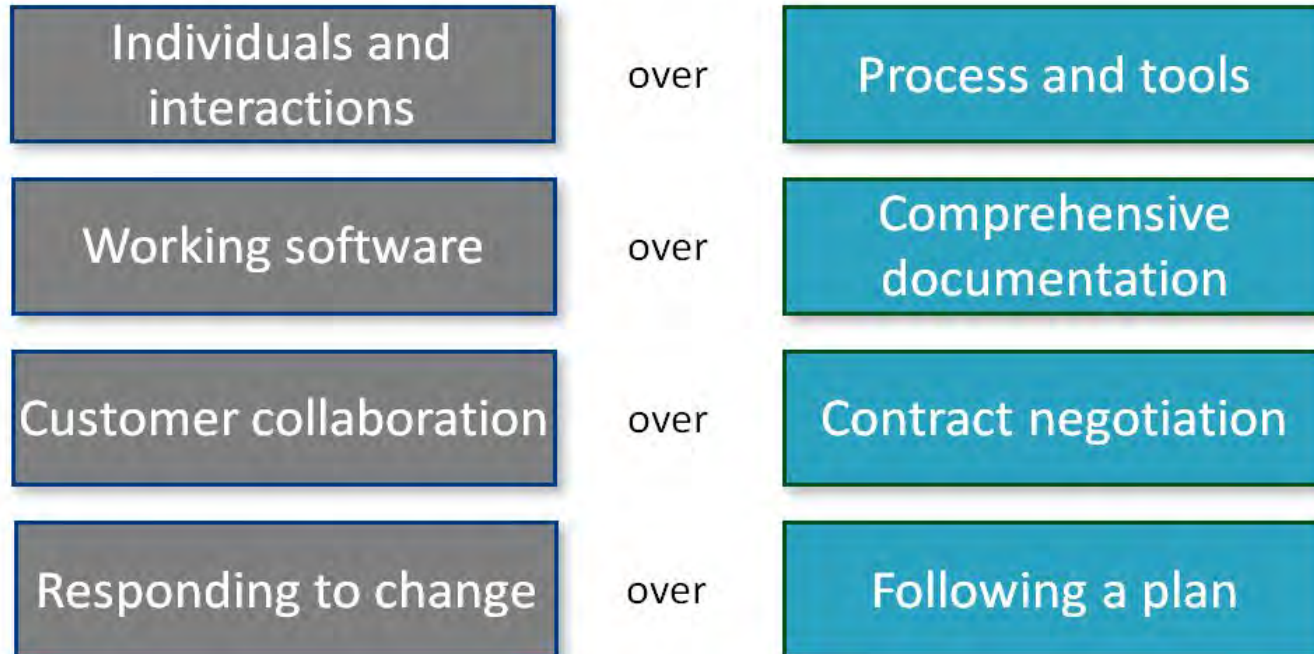 Individuals and
interactions
over
Process and tools
Working software
over
Comprehensive
documentation
Customer collaboration
over
Contract negotiation
Responding to change
over
Following a plan